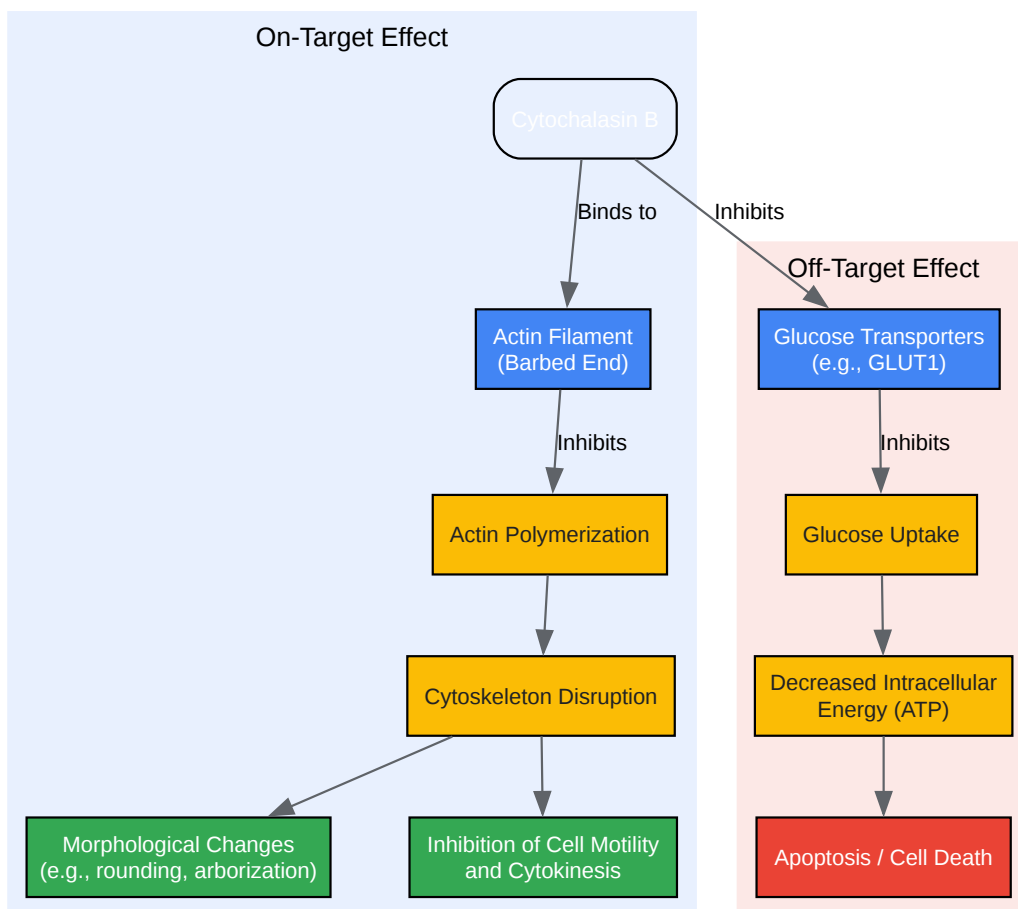 On-Target Effect
Cytochalasin B
Binds to
Inhibits
Off-Target Effect
Actin Filament
(Barbed End)
Glucose Transporters
(e.g., GLUT1)
Inhibits
Inhibits
Actin Polymerization
Glucose Uptake
Cytoskeleton Disruption
Decreased Intracellular
Energy (ATP)
Morphological Changes
(e.g., rounding, arborization)
Inhibition of Cell Motility
and Cytokinesis
Apoptosis / Cell Death